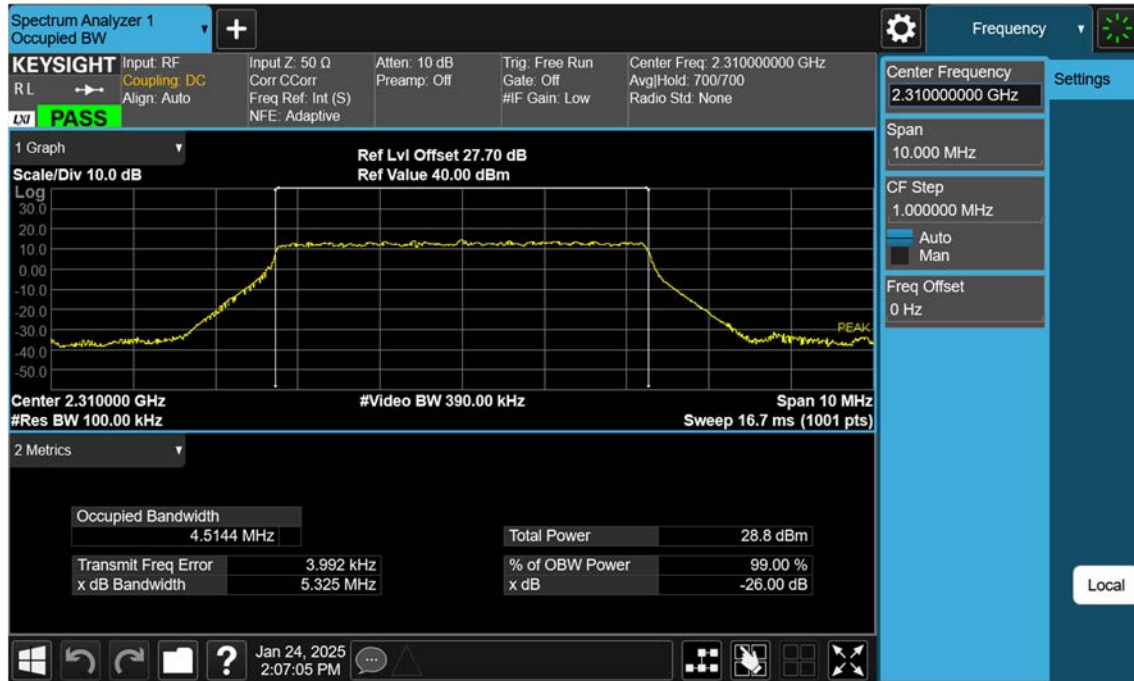 Spectrum Analyzer 1
Occupied BW
Frequency
KEYSIGHT
RL
LXI PASS
Input: RF
Coupling: DC
Align: Auto
Input Z: 50 Ω
Corr CCorr
Freq Ref: Int (S)
NFE: Adaptive
Atten: 10 dB
Preamp: Off
Trig: Free Run
Gate: Off
#IF Gain: Low
Center Freq: 2.310000000 GHz
Avg|Hold: 700/700
Radio Std: None
Center Frequency
2.310000000 GHz
Settings
Span
10.000 MHz
CF Step
1.000000 MHz
Auto
Man
Freq Offset
0 Hz
1 Graph
Ref Lvl Offset 27.70 dB
Scale/Div 10.0 dB
Ref Value 40.00 dBm
Log
30.0
20.0
10.0
0.00
-10.0
-20.0
-30.0
PEAK
-40.0
-50.0
Center 2.310000 GHz
#Video BW 390.00 kHz
Span 10 MHz
#Res BW 100.00 kHz
Sweep 16.7 ms (1001 pts)
2 Metrics
Occupied Bandwidth
4.5144 MHz
Total Power 28.8 dBm
Transmit Freq Error 3.992 kHz
% of OBW Power 99.00 %
x dB Bandwidth 5.325 MHz
x dB -26.00 dB
Local
?
Jan 24, 2025
2:07:05 PM